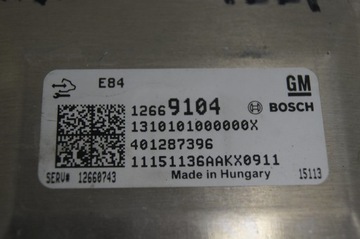 E84
GM
12669104
BOSCH
1310101000000X
401287396
11151136AAKX0911
Made in Hungary
SERV# 12660743
15113